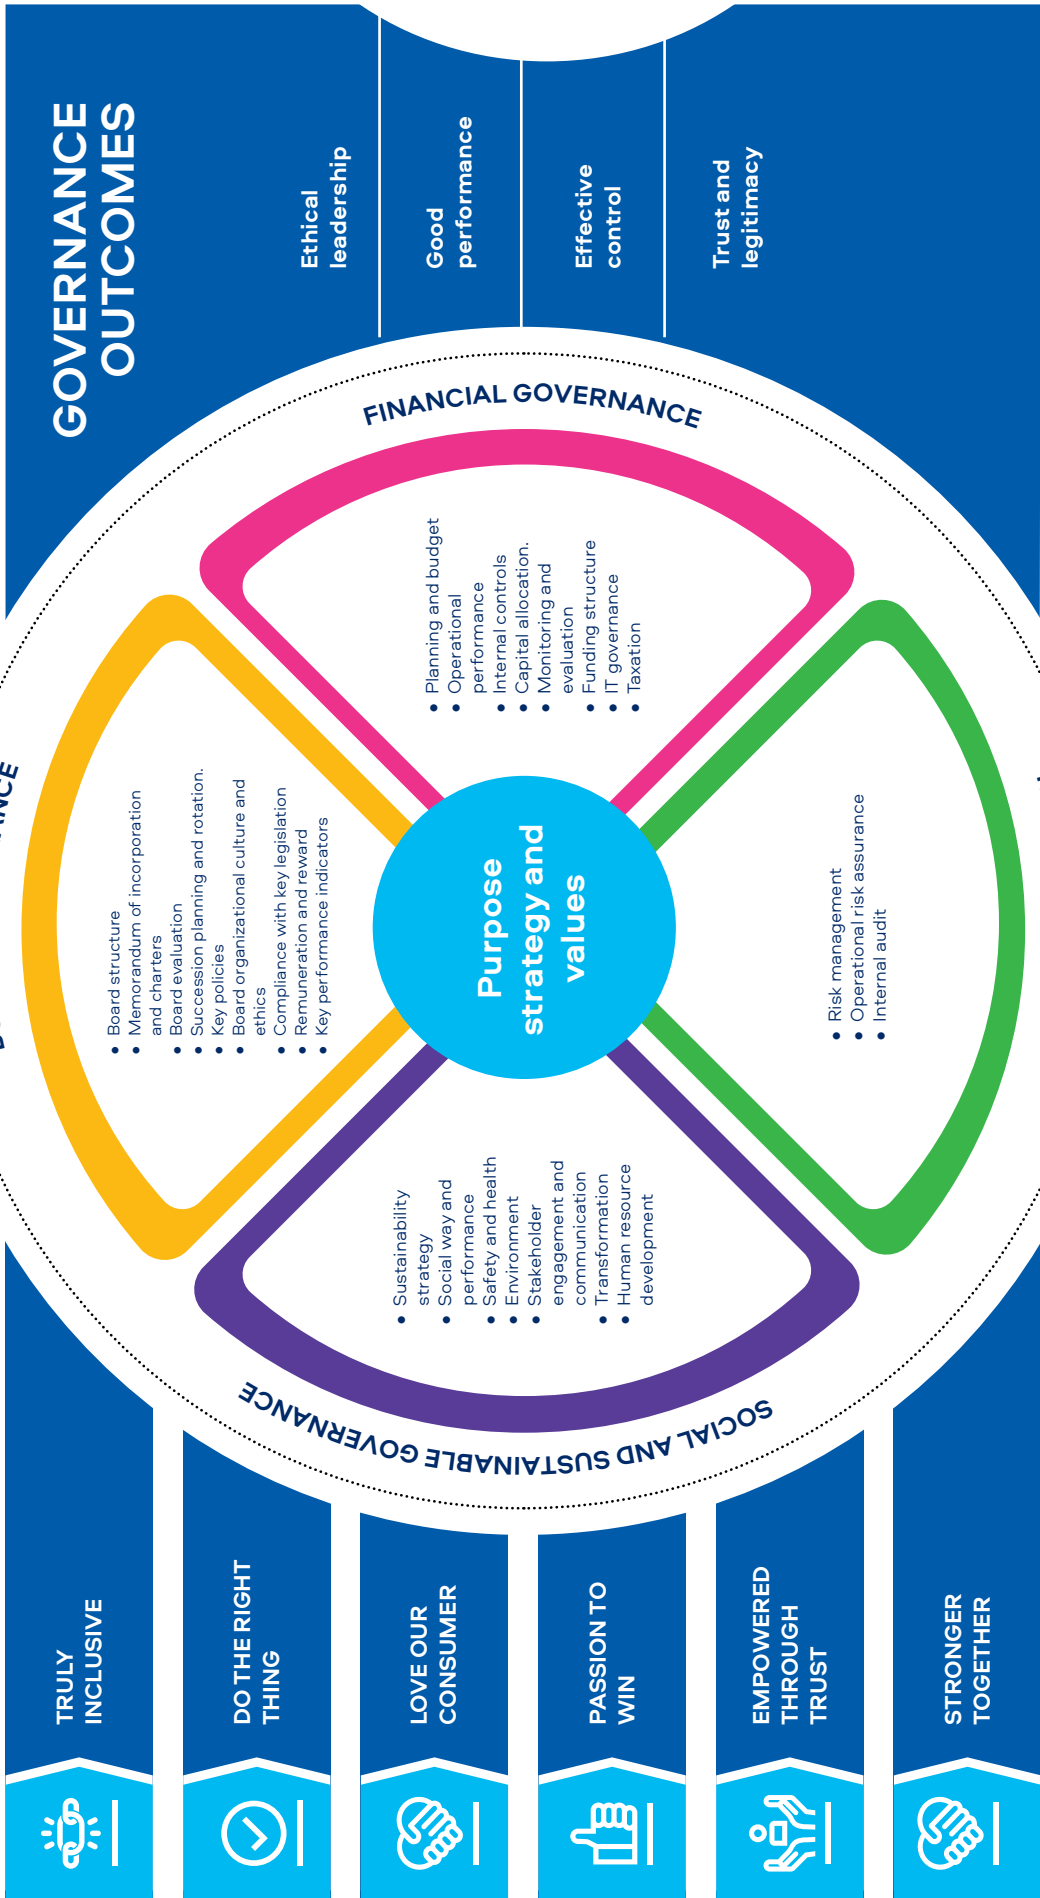 TRULY
INCLUSIVE
DO THE RIGHT
THING
LOVE OUR
CONSUMER
PASSION TO
WIN
EMPOWERED
THROUGH
TRUST
STRONGER
TOGETHER
SOCIAL AND SUSTAINABLE GOVERNANCE
• Sustainability
strategy
• Social way and
performance
• Safety and health
• Environment
• Stakeholder
engagement and
communication
• Transformation
• Human resource
development
• Board structure
• Memorandum of incorporation
and charters
• Board evaluation
• Succession planning and rotation.
• Key policies
• Board organizational culture and
ethics
• Compliance with key legislation
• Remuneration and reward
• Key performance indicators
Purpose
strategy and
values
• Risk management
• Operational risk assurance
• Internal audit
FINANCIAL GOVERNANCE
• Planning and budget
• Operational
performance
• Internal controls
• Capital allocation.
• Monitoring and
evaluation
• Funding structure
• IT governance
• Taxation
GOVERNANCE
OUTCOMES
Ethical
leadership
Good
performance
Effective
control
Trust and
legitimacy